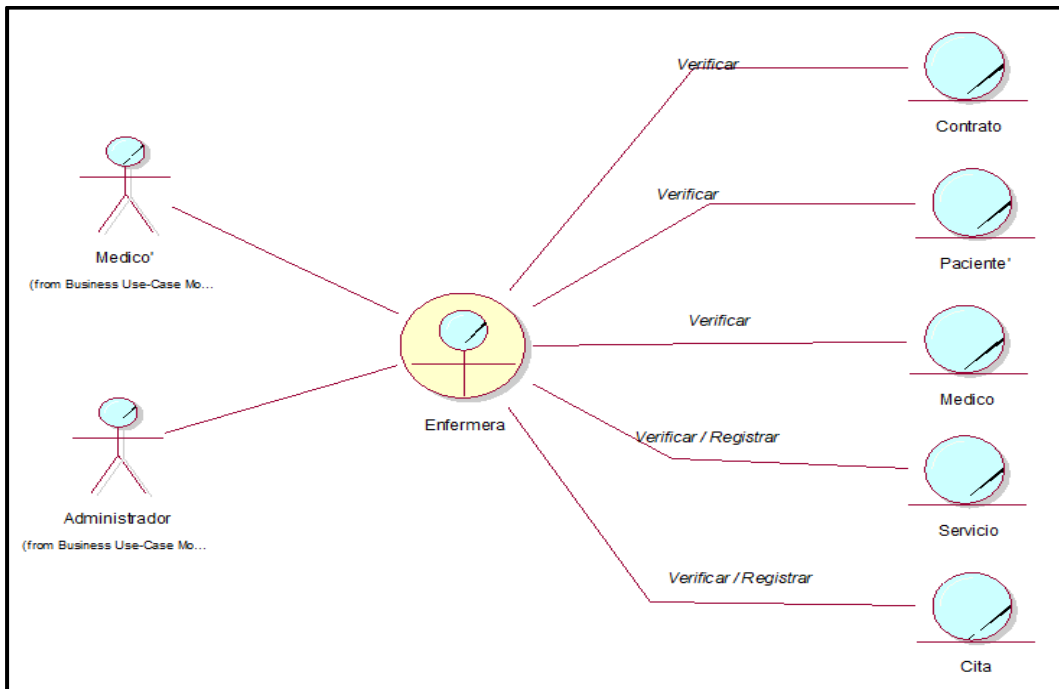 Verificar
Contrato
Medico'
(from Business Use-Case Mo...
Verificar
Paciente'
Verificar
Medico
Enfermera
Verificar / Registrar
Servicio
Administrador
(from Business Use-Case Mo...
Verificar / Registrar
Cita